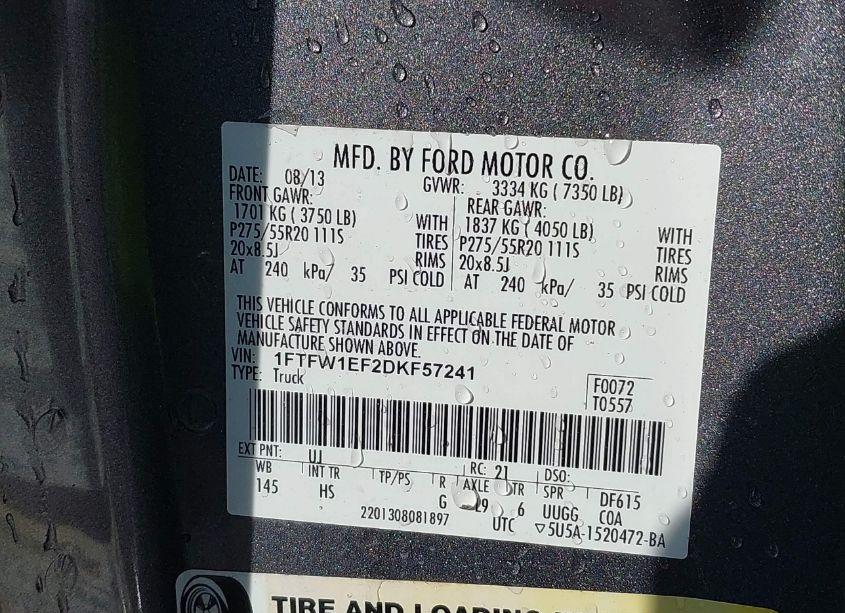 MFD. BY FORD MOTOR CO.
DATE: 08/13 GVWR: 3334 KG ( 7350 LB)
FRONT GAWR: REAR GAWR:
1701 KG ( 3750 LB) WITH 1837 KG ( 4050 LB) WITH
P275/55R20 111S TIRES P275/55R20 111S TIRES
20x8.5J RIMS 20x8.5J RIMS
AT 240 kPa/ 35 PSI COLD AT 240 kPa/ 35 PSI COLD
THIS VEHICLE CONFORMS TO ALL APPLICABLE FEDERAL MOTOR
VEHICLE SAFETY STANDARDS IN EFFECT ON THE DATE OF
MANUFACTURE SHOWN ABOVE.
VIN: 1FTFW1EF2DKF57241
TYPE: Truck
F0072
T0557
EXT PNT: UJ RC: 21 DSO:
WB INT TR TP/PS R AXLE TR SPR DF615
145 HS G 6 UUGG COA
2201308081897 UTC ▽5U5A-1520472-BA
TIRE AND LOADING